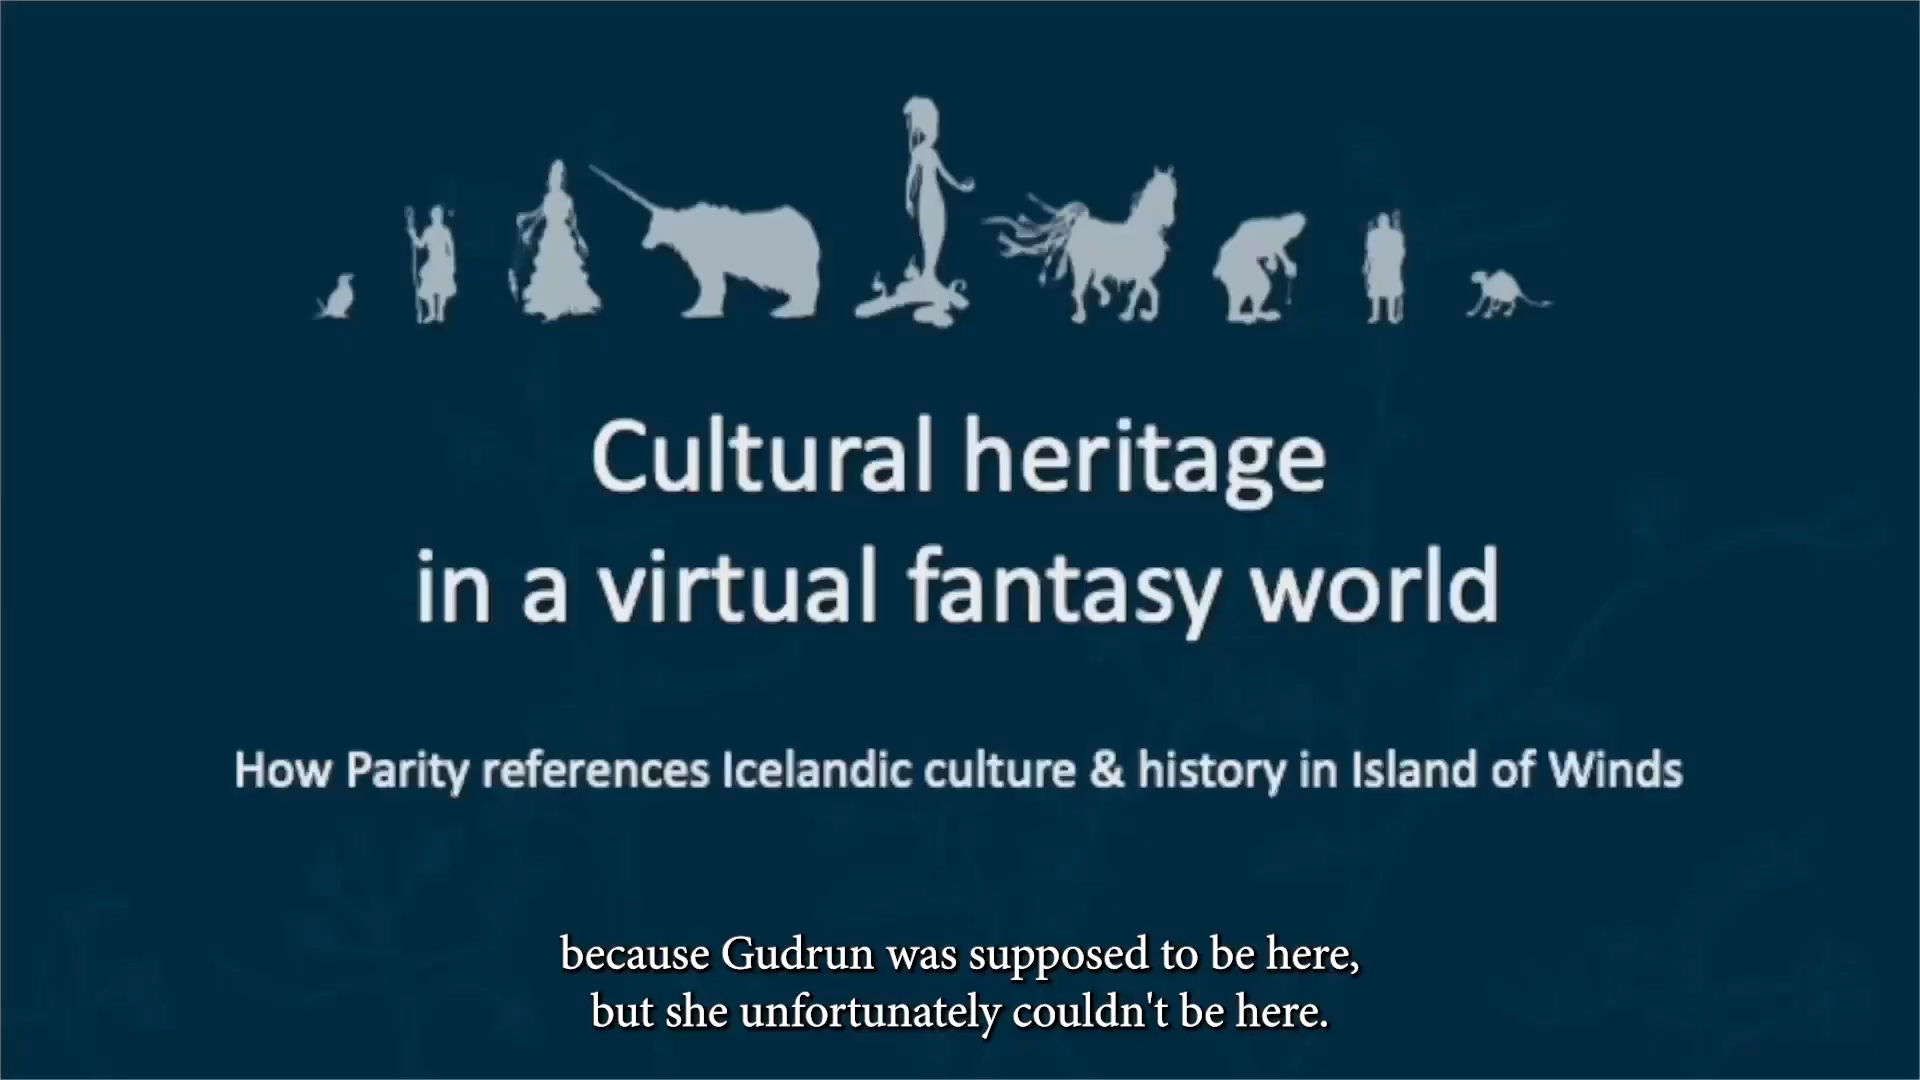 Cultural heritage
in a virtual fantasy world
How Parity references Icelandic culture & history in Island of Winds
because Gudrun was supposed to be here,
but she unfortunately couldn't be here.